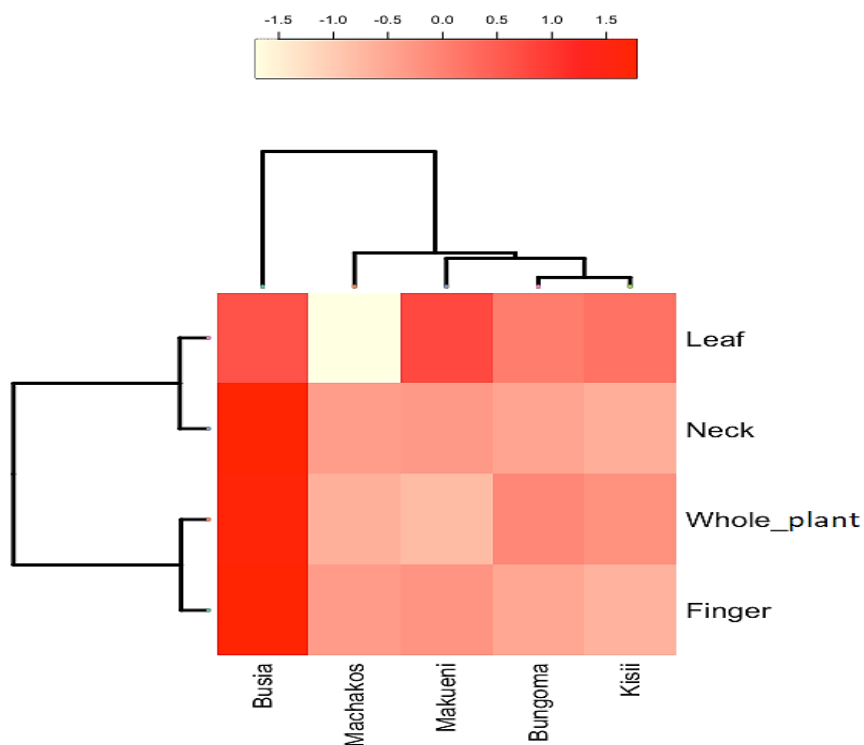 -1.5 -1.0 -0.5 0.0 0.5 1.0 1.5
Leaf
Neck
Whole_plant
Finger
Busia
Machakos
Makueni
Bungoma
Kisii